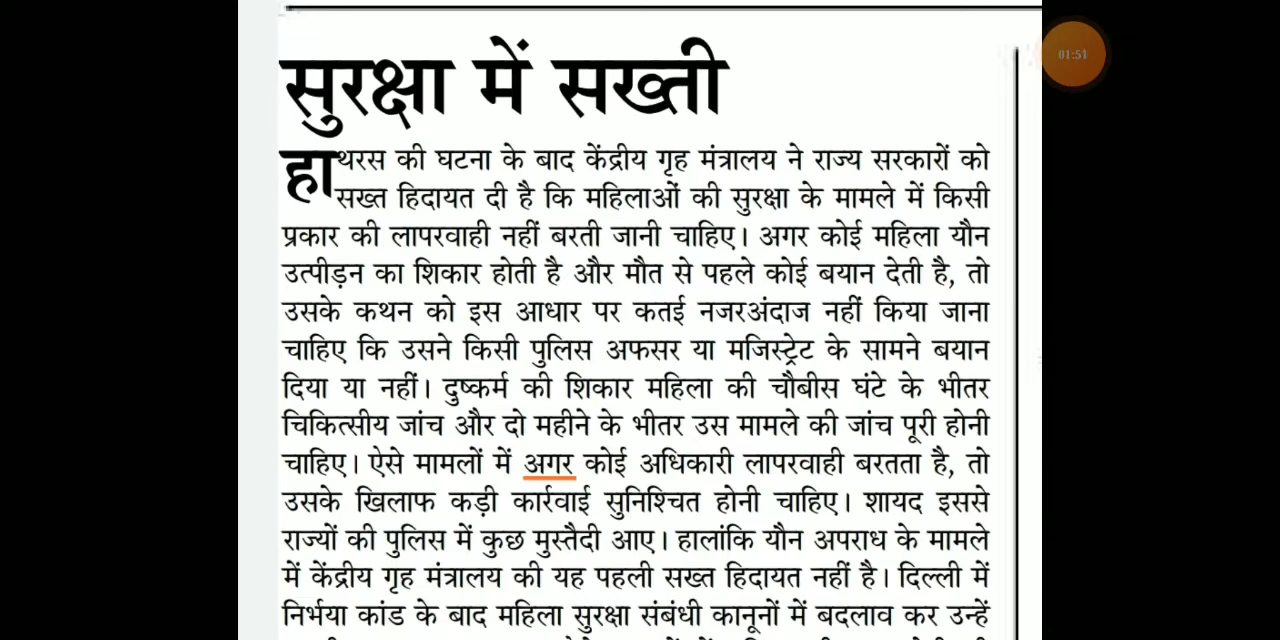 01:51
सुरक्षा में सख्ती
हाथरस की घटना के बाद केंद्रीय गृह मंत्रालय ने राज्य सरकारों को
सख्त हिदायत दी है कि महिलाओं की सुरक्षा के मामले में किसी
प्रकार की लापरवाही नहीं बरती जानी चाहिए। अगर कोई महिला यौन
उत्पीड़न का शिकार होती है और मौत से पहले कोई बयान देती है, तो
उसके कथन को इस आधार पर कतई नजरअंदाज नहीं किया जाना
चाहिए कि उसने किसी पुलिस अफसर या मजिस्ट्रेट के सामने बयान
दिया या नहीं। दुष्कर्म की शिकार महिला की चौबीस घंटे के भीतर
चिकित्सीय जांच और दो महीने के भीतर उस मामले की जांच पूरी होनी
चाहिए। ऐसे मामलों में अगर कोई अधिकारी लापरवाही बरतता है, तो
उसके खिलाफ कड़ी कार्रवाई सुनिश्चित होनी चाहिए। शायद इससे
राज्यों की पुलिस में कुछ मुस्तैदी आए। हालांकि यौन अपराध के मामले
में केंद्रीय गृह मंत्रालय की यह पहली सख्त हिदायत नहीं है। दिल्ली में
निर्भया कांड के बाद महिला सुरक्षा संबंधी कानूनों में बदलाव कर उन्हें